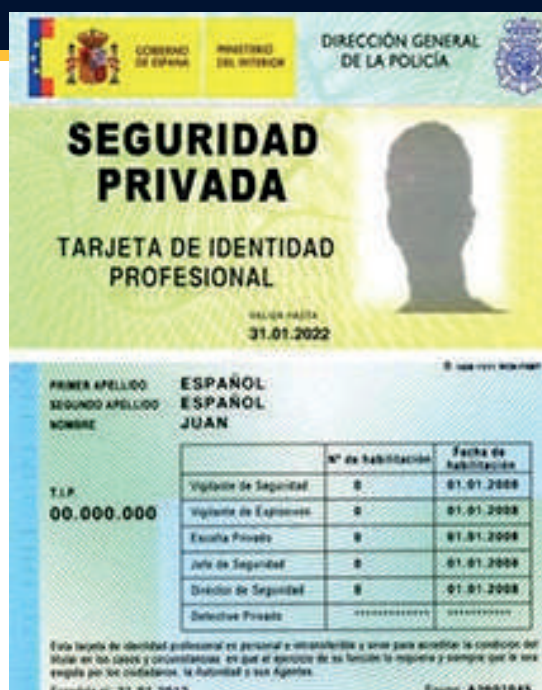 GOBIERNO
DE ESPAÑA
MINISTERIO
DEL INTERIOR
DIRECCIÓN GENERAL
DE LA POLICÍA
SEGURIDAD
PRIVADA
TARJETA DE IDENTIDAD
PROFESIONAL
VALIDA HASTA
31.01.2022
PRIMER APELLIDO ESPAÑOL
SEGUNDO APELLIDO ESPAÑOL
NOMBRE JUAN
T.I.P.
00.000.000
Nº de habilitación Fecha de habilitación
Vigilante de Seguridad 0 01.01.2008
Vigilante de Explosivos 0 01.01.2008
Escolta Privado 0 01.01.2008
Jefe de Seguridad 0 01.01.2008
Director de Seguridad 0 01.01.2008
Detective Privado ************ **********
Esta tarjeta de identidad profesional es personal e intransferible y sirve para acreditar la condición del
titular en los casos y circunstancias en que el ejercicio de su función lo requiera y siempre que le sea
exigida por los ciudadanos, la Autoridad o sus Agentes.